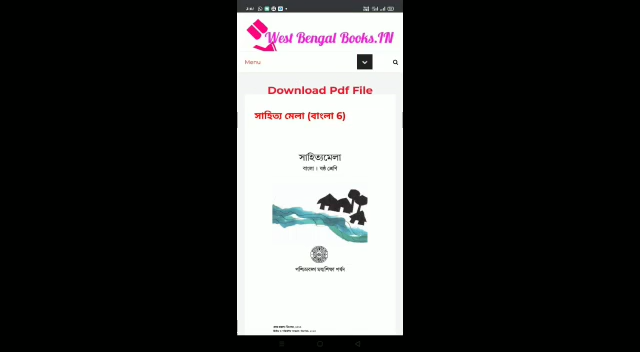 West Bengal Books.IN
Menu
Download Pdf File
সাহিত্য মেলা (বাংলা 6)
সাহিত্যমেলা
বাংলা । ষষ্ঠ শ্রেণি
পশ্চিমবঙ্গ মধ্যশিক্ষা পর্ষদ